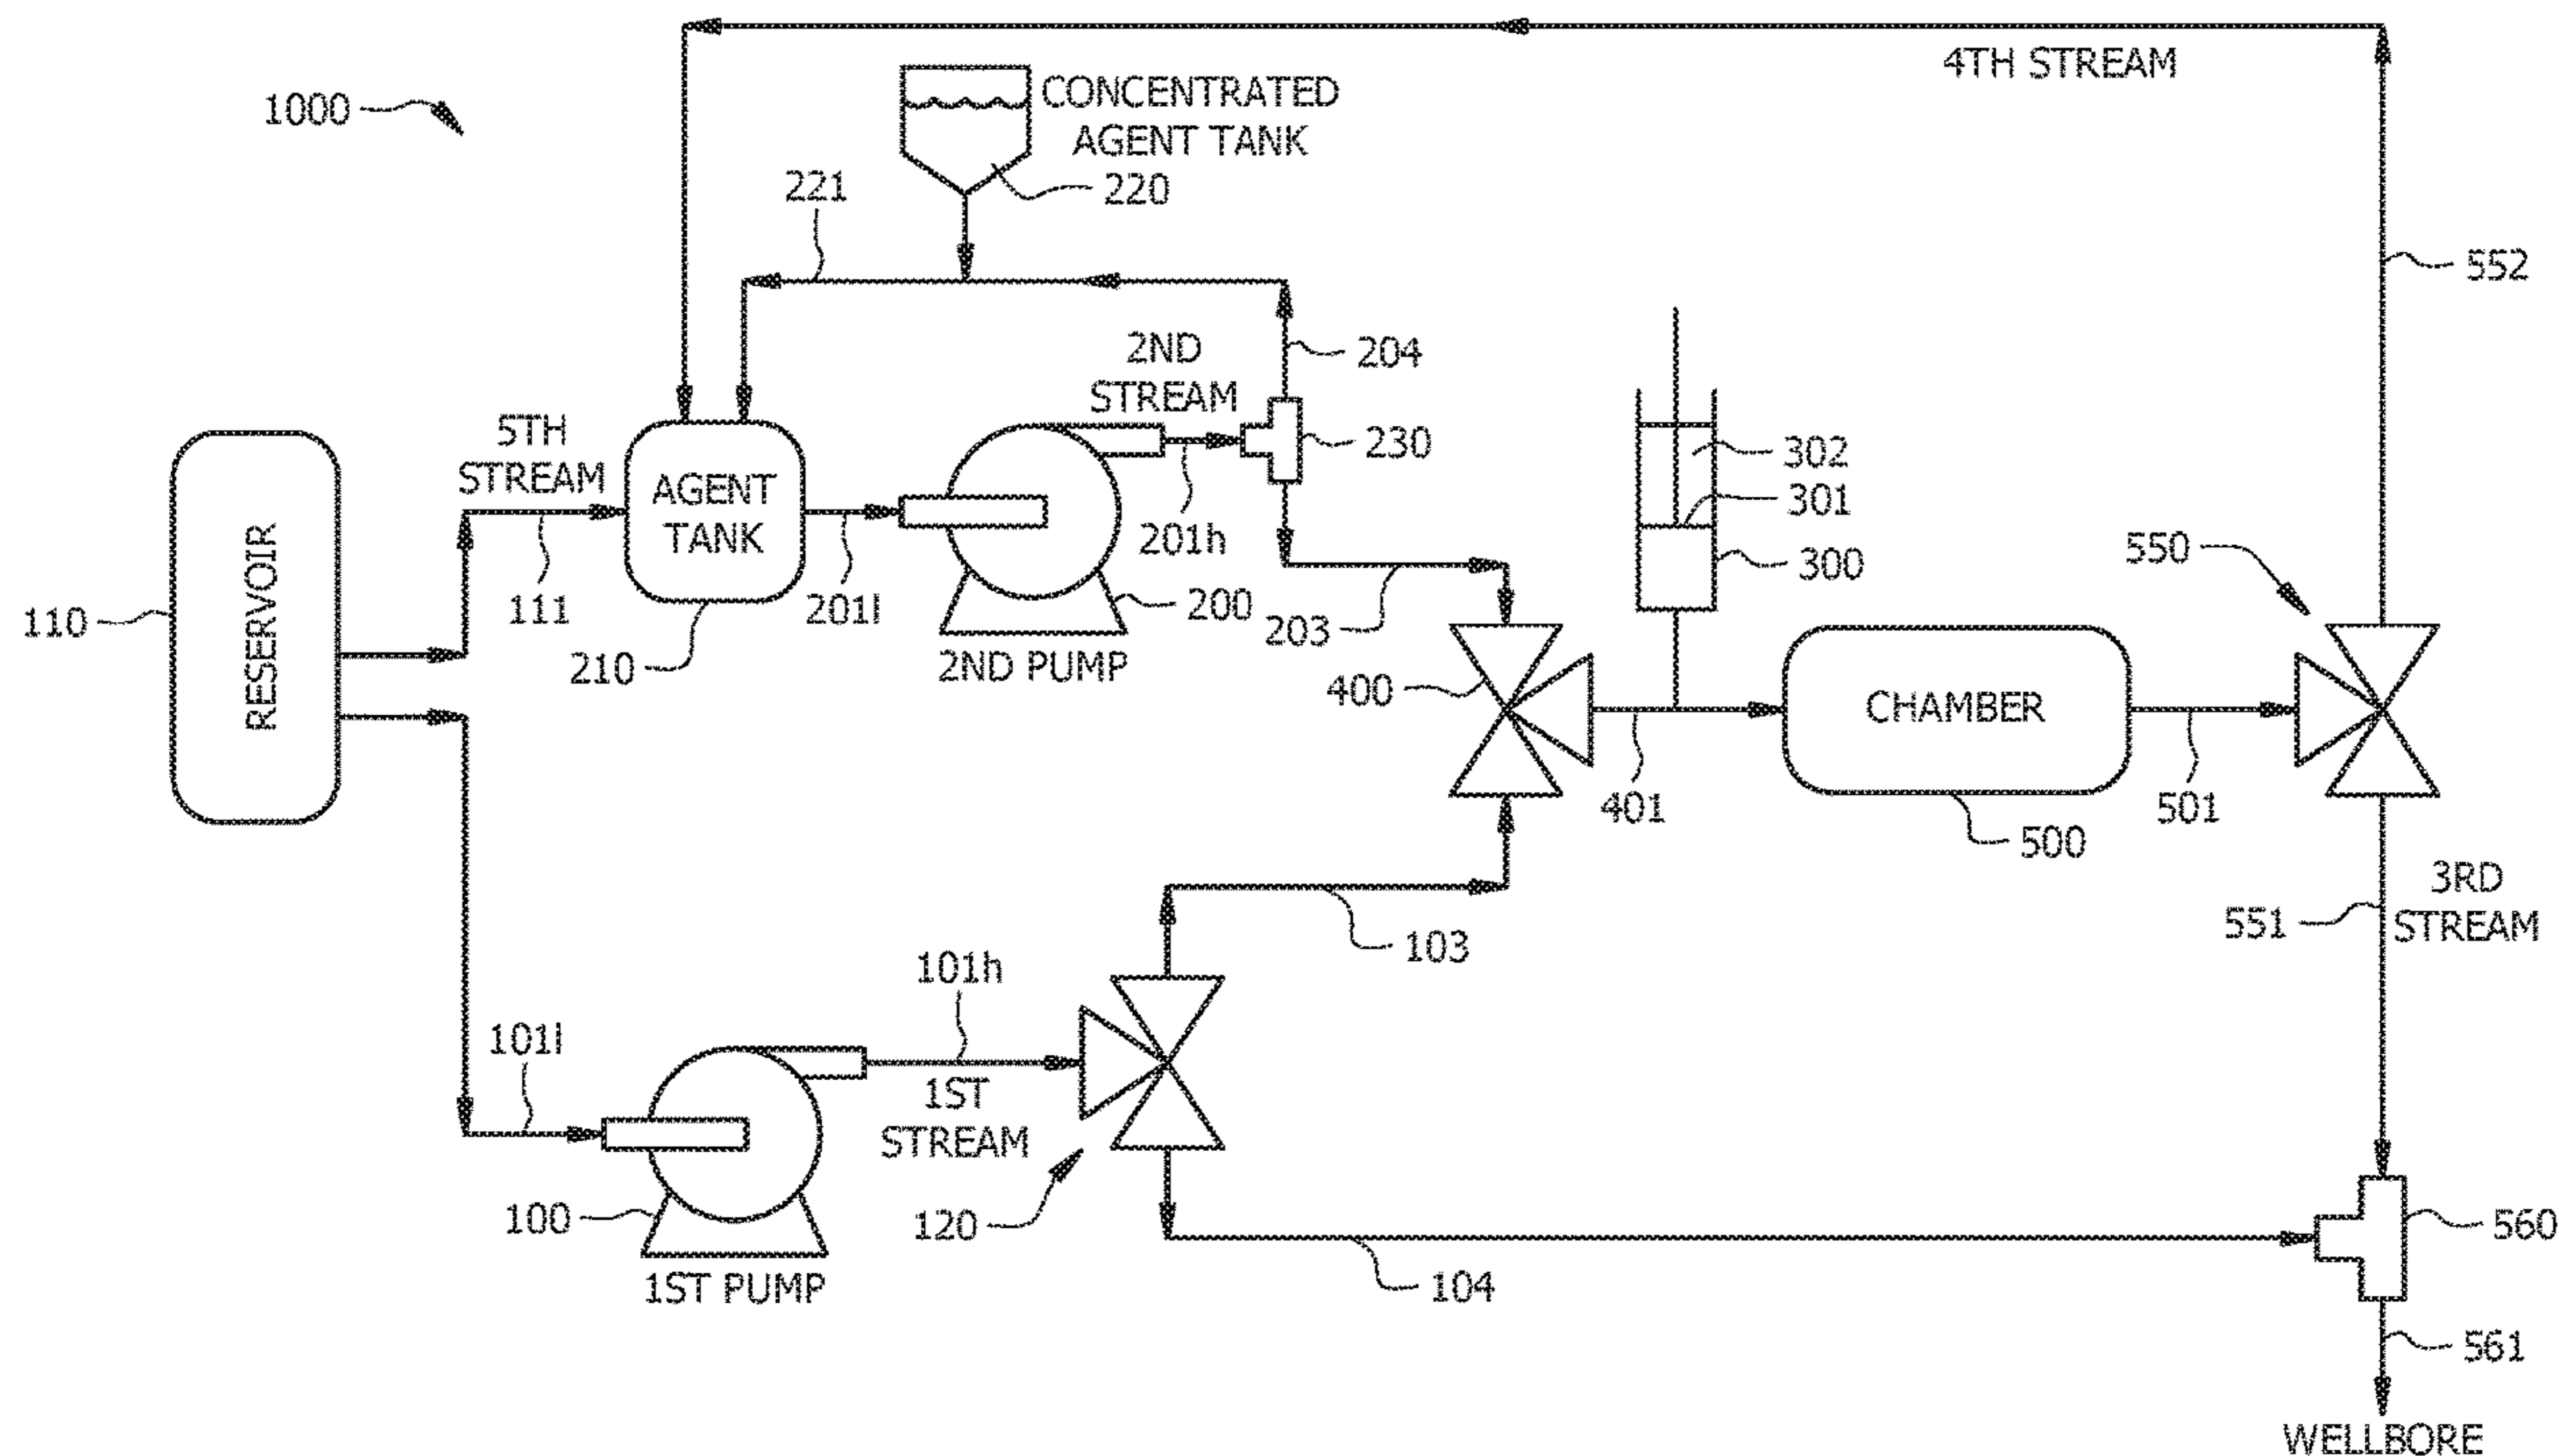 4TH STREAM
1000
CONCENTRATED
AGENT TANK
220
221
552
204
2ND
STREAM
230
5TH
STREAM
302
301
300
AGENT
TANK
201h
550
RESERVOIR
110
111
201l
200
203
210
2ND PUMP
400
CHAMBER
401
501
500
3RD
STREAM
551
103
101h
101l
1ST
STREAM
100
120
560
1ST PUMP
104
561
WELLBORE